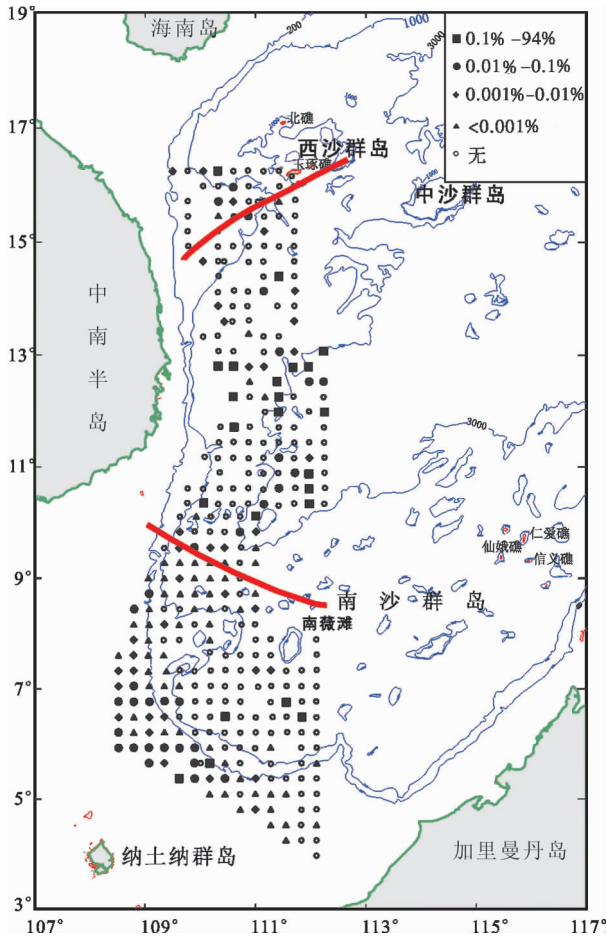 19°
海南岛
200
1000
3000
0.1% -94%
0.01% -0.1%
0.001%-0.01%
<0.001%
无
17°
北礁
西沙群岛
玉琢礁
1000
中沙群岛
15°
中
南
半
岛
13°
3000
11°
仁爱礁
仙娥礁
信义礁
9°
南 沙 群 岛
南薇滩
7°
5°
纳土纳群岛
加里曼丹岛
3°
107° 109° 111° 113° 115° 117°